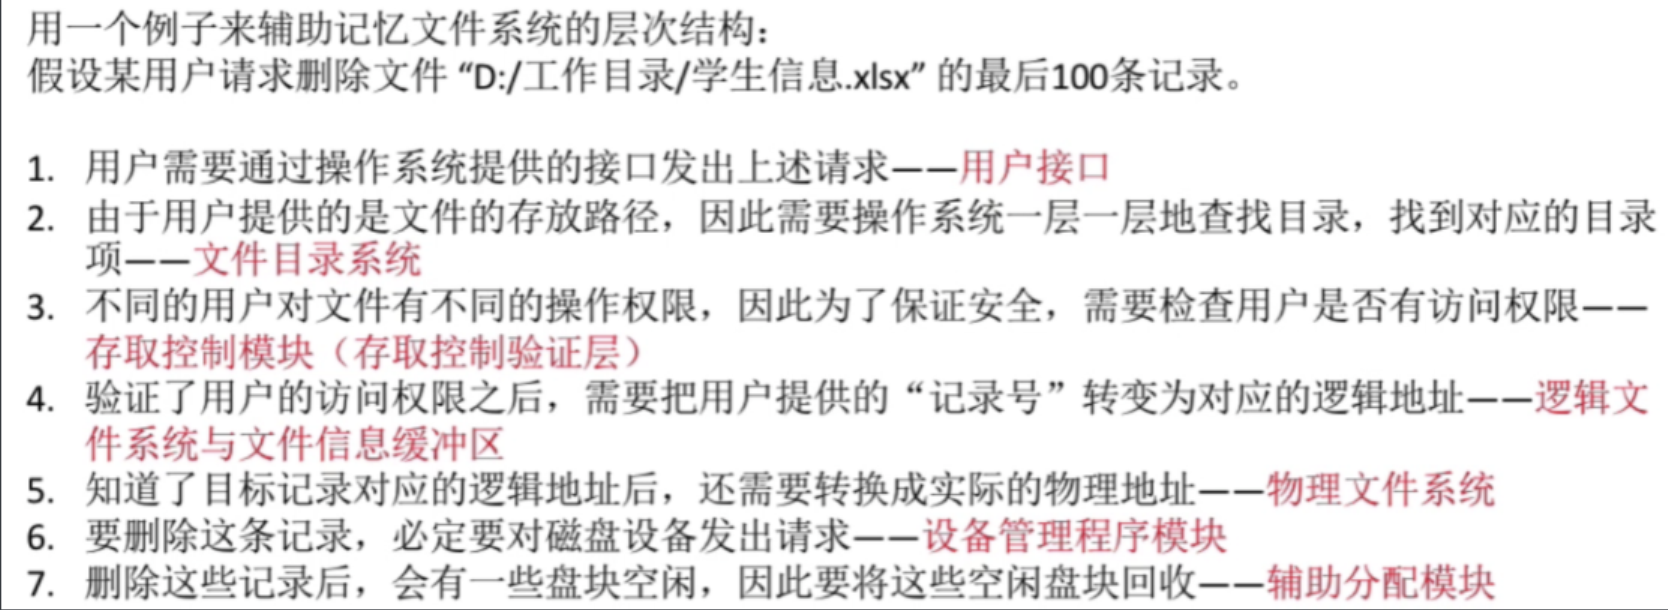 用一个例子来辅助记忆文件系统的层次结构：
假设某用户请求删除文件 “D:/工作目录/学生信息..xlsx” 的最后100条记录。
1. 用户需要通过操作系统提供的接口发出上述请求——用户接口
2. 由于用户提供的是文件的存放路径，因此需要操作系统一层一层地查找目录，找到对应的目录
项——文件目录系统
3. 不同的用户对文件有不同的操作权限，因此为了保证安全，需要检查用户是否有访问权限——
存取控制模块（存取控制验证层）
4. 验证了用户的访问权限之后，需要把用户提供的“记录号”转变为对应的逻辑地址——逻辑文
件系统与文件信息缓冲区
5. 知道了目标记录对应的逻辑地址后，还需要转换成实际的物理地址——物理文件系统
6. 要删除这条记录，必定要对磁盘设备发出请求——设备管理程序模块
7. 删除这些记录后，会有一些盘块空闲，因此要将这些空闲盘块回收——辅助分配模块